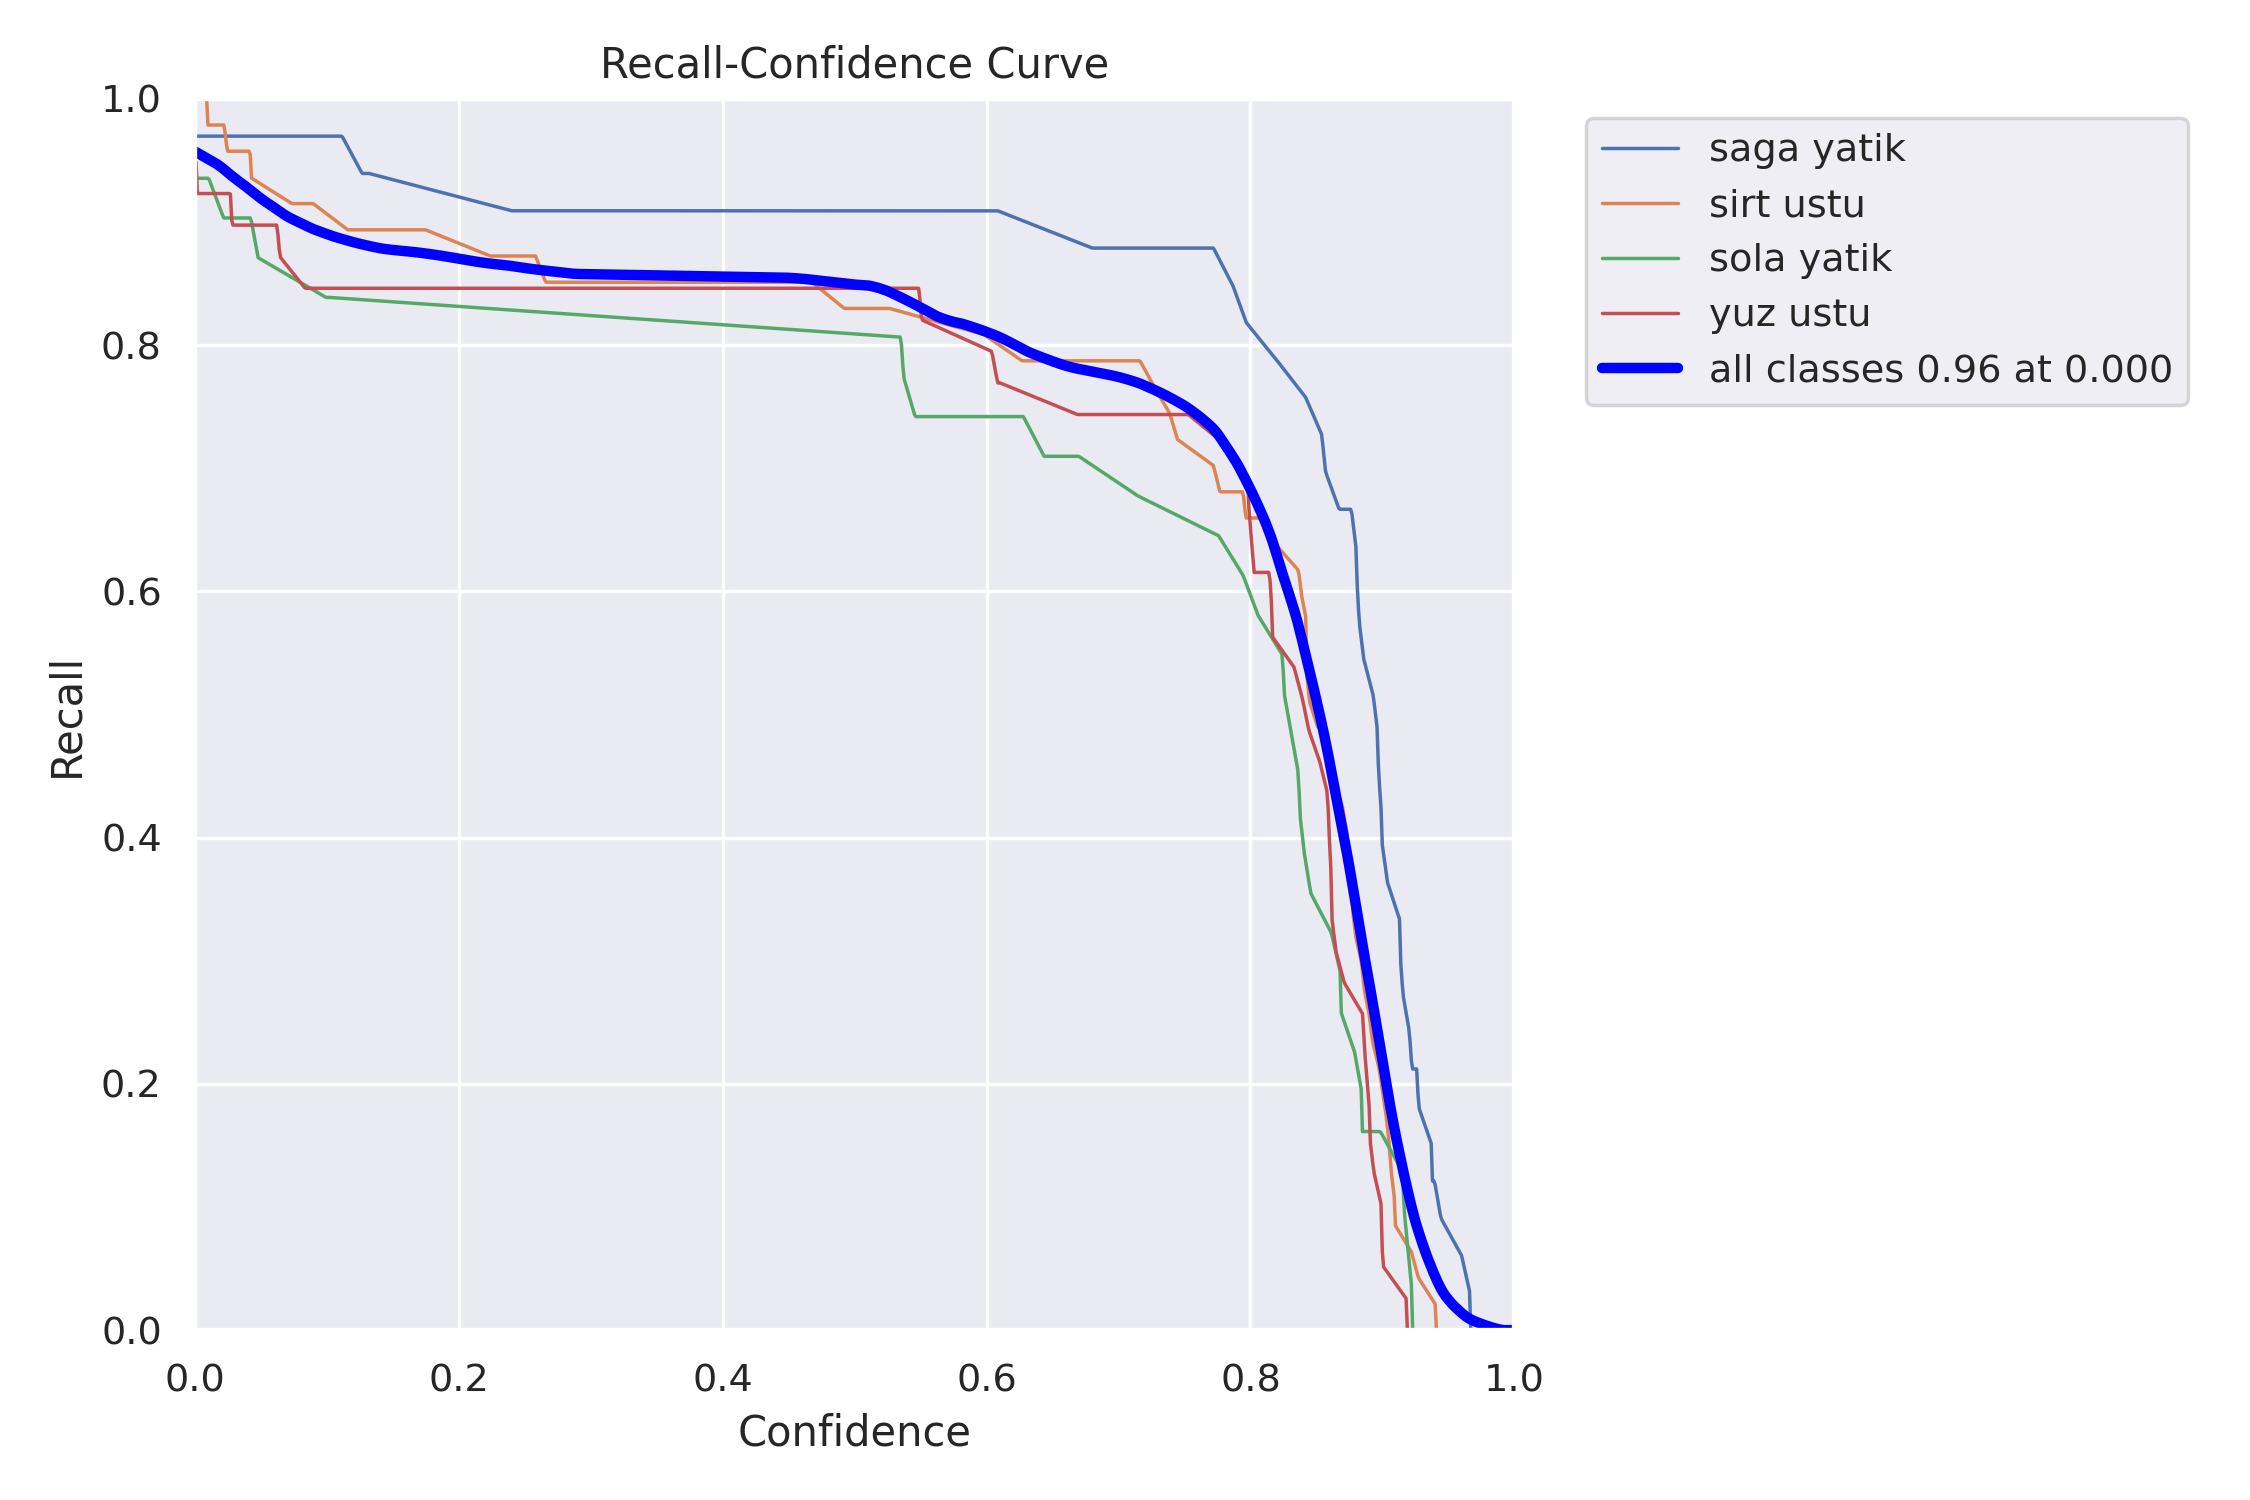 Recall-Confidence Curve
1.0
0.8
0.6
0.4
0.2
0.0
Recall
0.0 0.2 0.4 0.6 0.8 1.0
Confidence
saga yatik
sirt ustu
sola yatik
yuz ustu
all classes 0.96 at 0.000